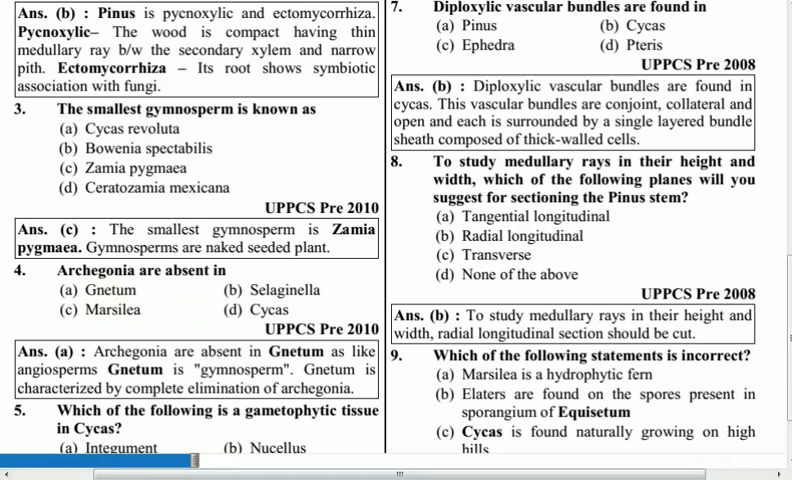 Ans. (b) : Pinus is pycnoxylic and ectomycorrhiza.
Pycnoxylic– The wood is compact having thin
medullary ray b/w the secondary xylem and narrow
pith. Ectomycorrhiza – Its root shows symbiotic
association with fungi.
3. The smallest gymnosperm is known as
(a) Cycas revoluta
(b) Bowenia spectabilis
(c) Zamia pygmaea
(d) Ceratozamia mexicana
UPPCS Pre 2010
Ans. (c) : The smallest gymnosperm is Zamia
pygmaea. Gymnosperms are naked seeded plant.
4. Archegonia are absent in
(a) Gnetum (b) Selaginella
(c) Marsilea (d) Cycas
UPPCS Pre 2010
Ans. (a) : Archegonia are absent in Gnetum as like
angiosperms Gnetum is "gymnosperm". Gnetum is
characterized by complete elimination of archegonia.
5. Which of the following is a gametophytic tissue
in Cycas?
(a) Integument (b) Nucellus
7. Diploxylic vascular bundles are found in
(a) Pinus (b) Cycas
(c) Ephedra (d) Pteris
UPPCS Pre 2008
Ans. (b) : Diploxylic vascular bundles are found in
cycas. This vascular bundles are conjoint, collateral and
open and each is surrounded by a single layered bundle
sheath composed of thick-walled cells.
8. To study medullary rays in their height and
width, which of the following planes will you
suggest for sectioning the Pinus stem?
(a) Tangential longitudinal
(b) Radial longitudinal
(c) Transverse
(d) None of the above
UPPCS Pre 2008
Ans. (b) : To study medullary rays in their height and
width, radial longitudinal section should be cut.
9. Which of the following statements is incorrect?
(a) Marsilea is a hydrophytic fern
(b) Elaters are found on the spores present in
sporangium of Equisetum
(c) Cycas is found naturally growing on high
hills